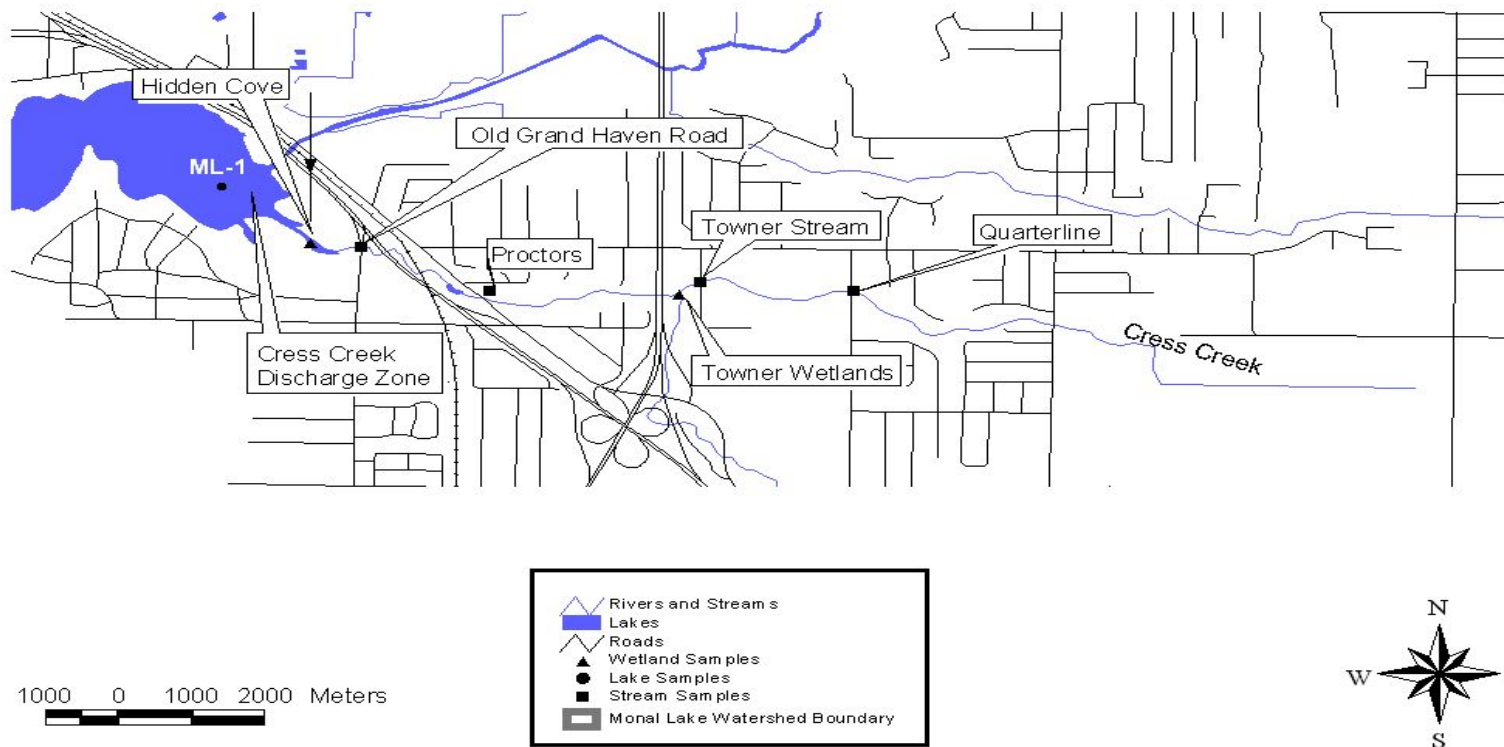 Hidden Cove
Old Grand Haven Road
ML-1
Towner Stream
Quarterline
Proctors
Cress Creek
Discharge Zone
Towner Wetlands
Cress Creek
Rivers and Streams
Lakes
Roads
Wetland Samples
Lake Samples
Stream Samples
Monal Lake Watershed Boundary
1000 0 1000 2000 Meters
N
W
S